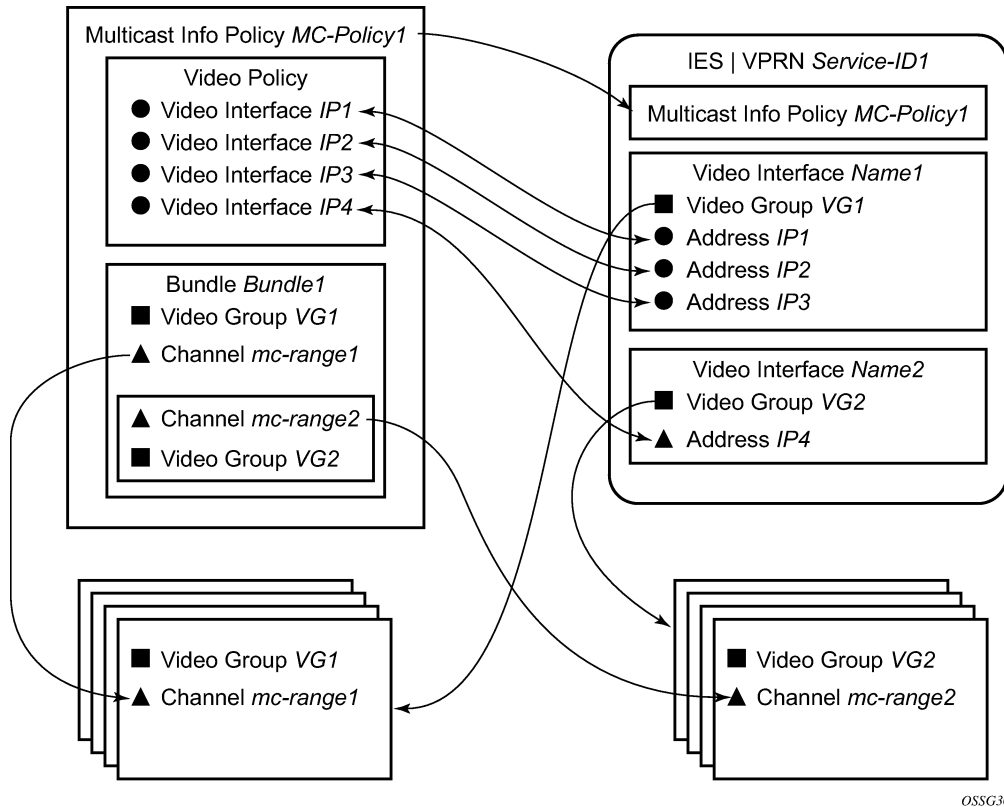 Multicast Info Policy MC-Policy1
Video Policy
Video Interface IP1
Video Interface IP2
Video Interface IP3
Video Interface IP4
Bundle Bundle1
Video Group VG1
Channel mc-range1
Channel mc-range2
Video Group VG2
IES | VPRN Service-ID1
Multicast Info Policy MC-Policy1
Video Interface Name1
Video Group VG1
Address IP1
Address IP2
Address IP3
Video Interface Name2
Video Group VG2
Address IP4
Video Group VG1
Channel mc-range1
Video Group VG2
Channel mc-range2